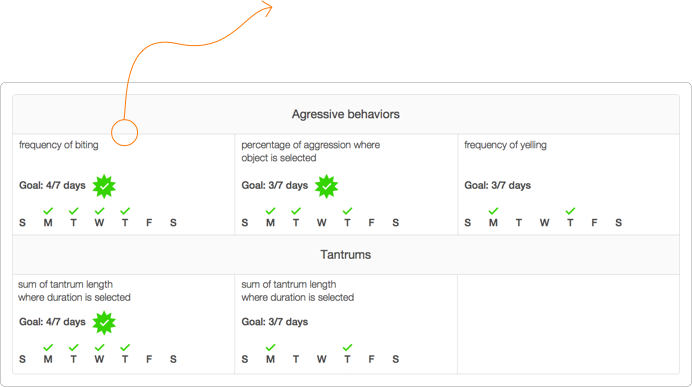 Agressive behaviors
frequency of biting
Goal: 4/7 days
S M T W T F S
percentage of aggression where
object is selected
Goal: 3/7 days
S M T W T F S
frequency of yelling
Goal: 3/7 days
S M T W T F S
Tantrums
sum of tantrum length
where duration is selected
Goal: 4/7 days
S M T W T F S
sum of tantrum length
where duration is selected
Goal: 3/7 days
S M T W T F S